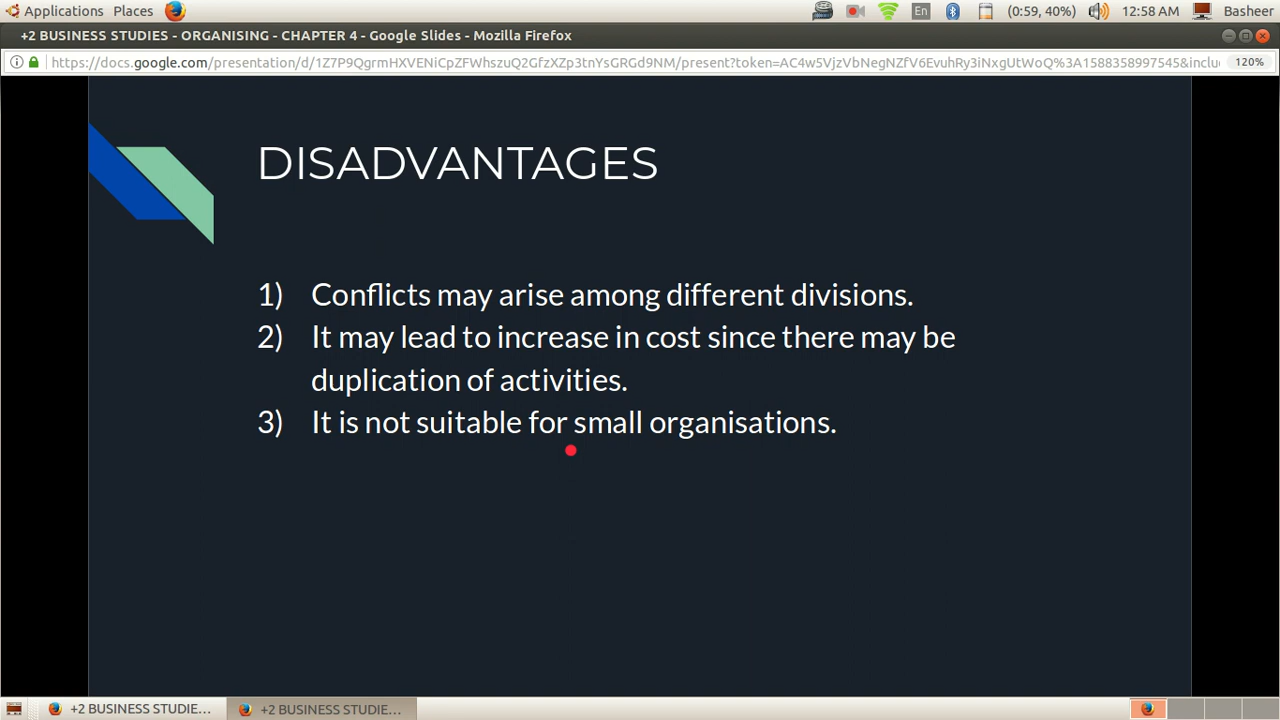 Applications Places En (0:59, 40%) 12:58 AM Basheer
+2 BUSINESS STUDIES - ORGANISING - CHAPTER 4 - Google Slides - Mozilla Firefox
https://docs.google.com/presentation/d/1Z7P9QgrmHXVENiCpZFWhszuQ2GfzXZp3tnYsGRGd9NM/present?token=AC4w5VjzVbNegNZfV6EvuhRy3iNxgUtWoQ%3A1588358997545&inclu 120%
DISADVANTAGES
1) Conflicts may arise among different divisions.
2) It may lead to increase in cost since there may be
duplication of activities.
3) It is not suitable for small organisations.
+2 BUSINESS STUDIE... +2 BUSINESS STUDIE...